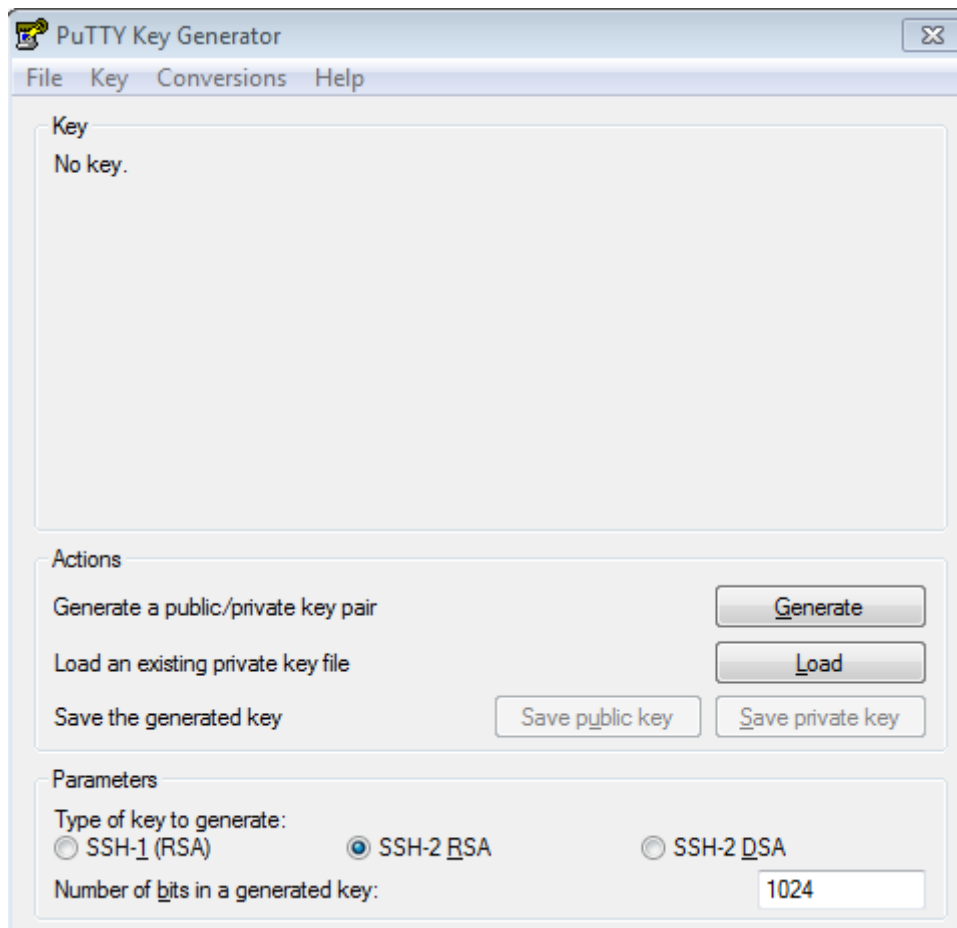 PuTTY Key Generator
File Key Conversions Help
Key
No key.
Actions
Generate a public/private key pair Generate
Load an existing private key file Load
Save the generated key Save public key Save private key
Parameters
Type of key to generate:
SSH-1 (RSA) SSH-2 RSA SSH-2 DSA
Number of bits in a generated key: 1024